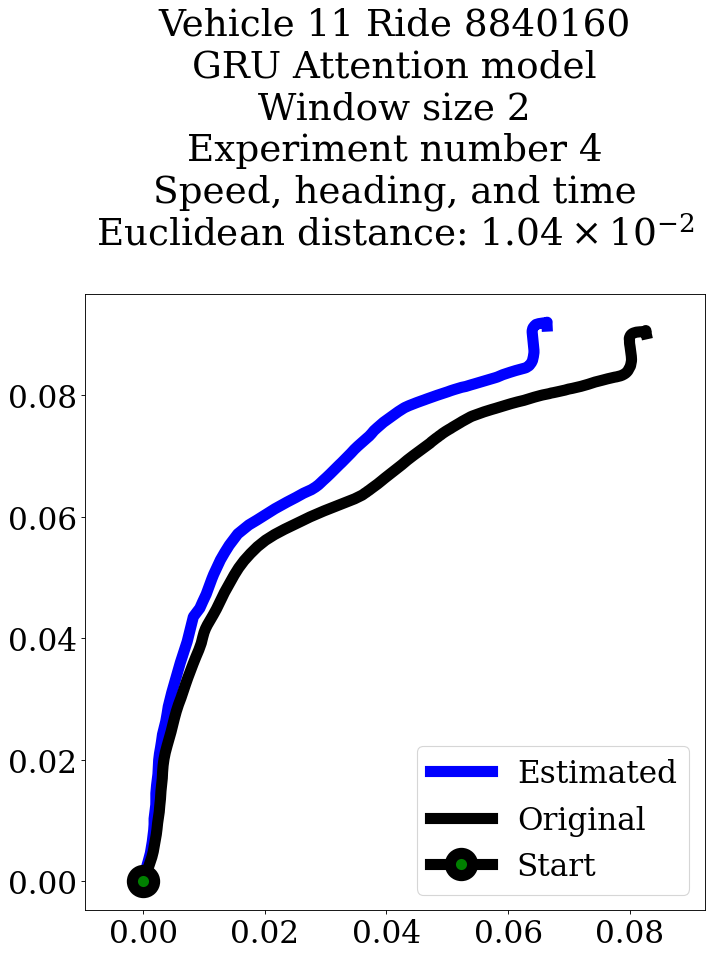 Vehicle 11 Ride 8840160
GRU Attention model
Window size 2
Experiment number 4
Speed, heading, and time
Euclidean distance: 1.04 × 10⁻²
0.08
0.06
0.04
0.02
0.00
Estimated
Original
Start
0.00 0.02 0.04 0.06 0.08